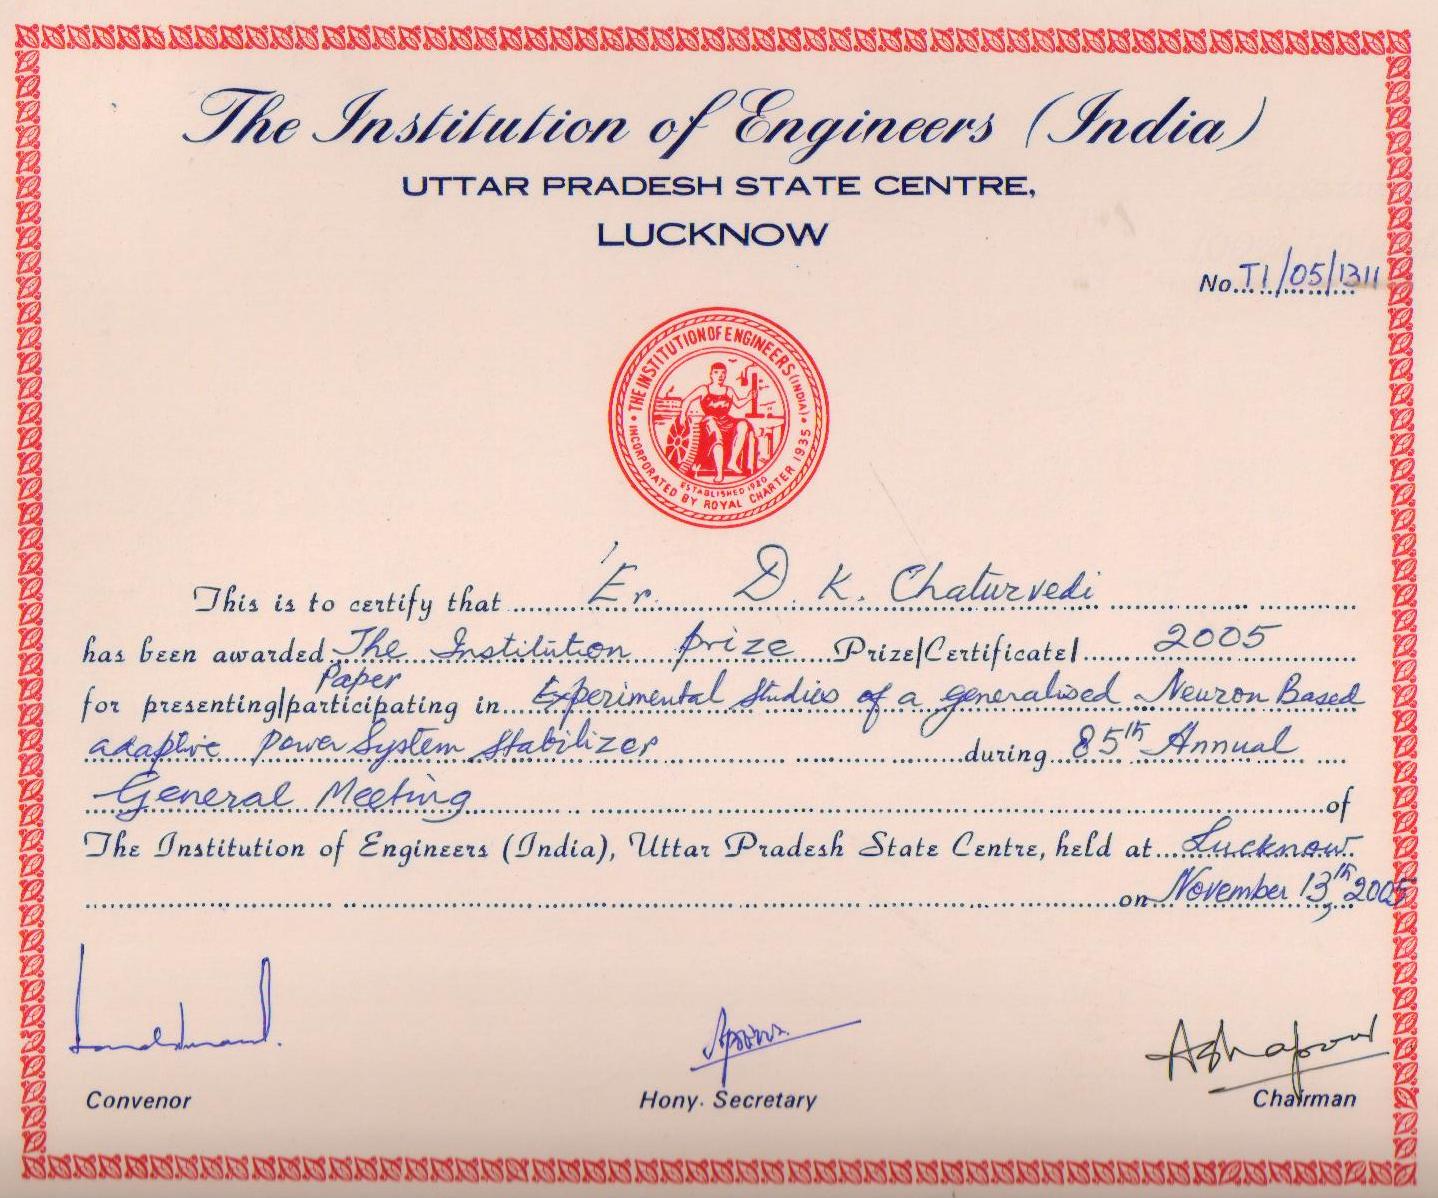 The Institution of Engineers (India)
UTTAR PRADESH STATE CENTRE,
LUCKNOW
No. T1/05/1311
THE INSTITUTION OF ENGINEERS (INDIA)
ESTABLISHED 1920
INCORPORATED BY ROYAL CHARTER 1935
This is to certify that Er. D. K. Chaturvedi
has been awarded The Institution prize Prize/Certificate/ 2005
Paper
for presenting/participating in Experimental Studies of a generalised Neuron Based
adaptive Power System Stabilizer during 85th Annual
General Meeting of
The Institution of Engineers (India), Uttar Pradesh State Centre, held at Lucknow
on November 13th, 2005
Convenor Hony. Secretary Chairman